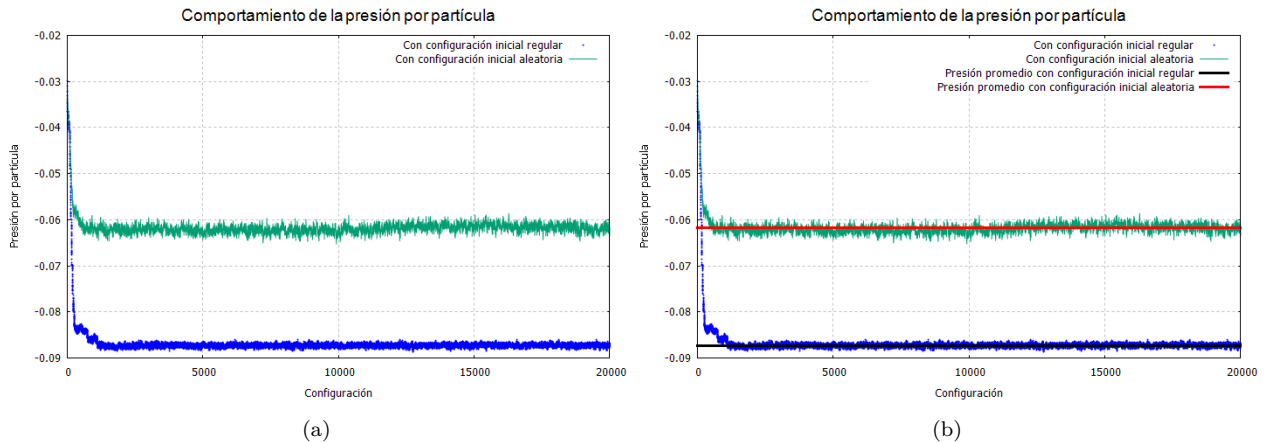 Comportamiento de la presión por partícula
Con configuración inicial regular
Con configuración inicial aleatoria
Presión por partícula
-0.02
-0.03
-0.04
-0.05
-0.06
-0.07
-0.08
-0.09
0 5000 10000 15000 20000
Configuración
(a)
Comportamiento de la presión por partícula
Con configuración inicial regular
Con configuración inicial aleatoria
Presión promedio con configuración inicial regular
Presión promedio con configuración inicial aleatoria
Presión por partícula
-0.02
-0.03
-0.04
-0.05
-0.06
-0.07
-0.08
-0.09
0 5000 10000 15000 20000
Configuración
(b)